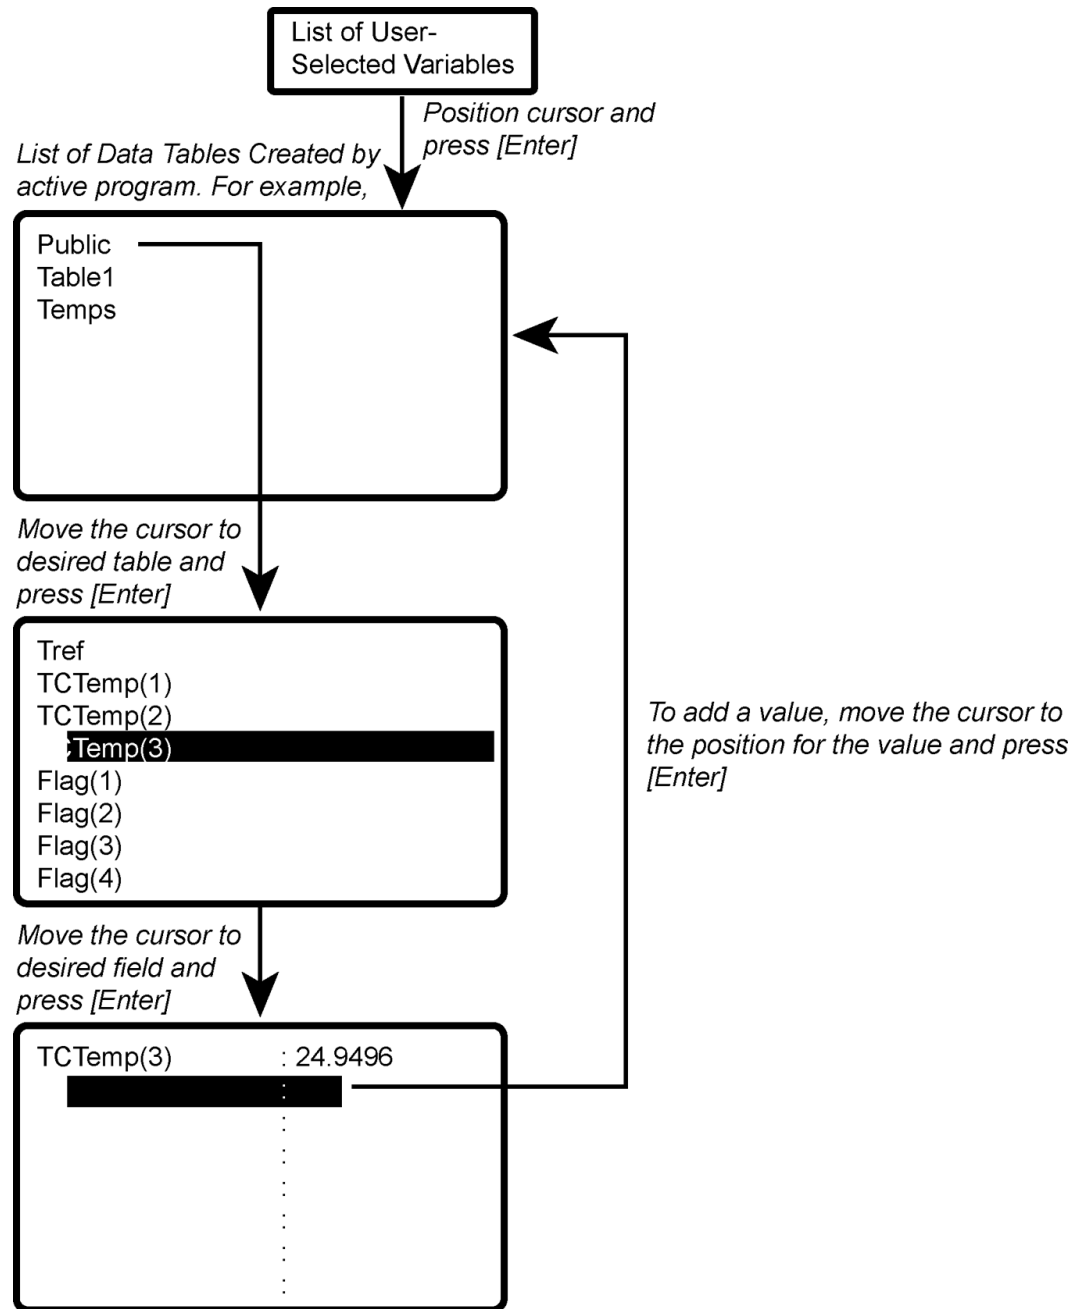 List of User-
Selected Variables
Position cursor and
press [Enter]
List of Data Tables Created by
active program. For example,
Public
Table1
Temps
Move the cursor to
desired table and
press [Enter]
Tref
TCTemp(1)
TCTemp(2)
CTemp(3)
Flag(1)
Flag(2)
Flag(3)
Flag(4)
To add a value, move the cursor to
the position for the value and press
[Enter]
Move the cursor to
desired field and
press [Enter]
TCTemp(3) : 24.9496
:
:
:
:
:
:
: